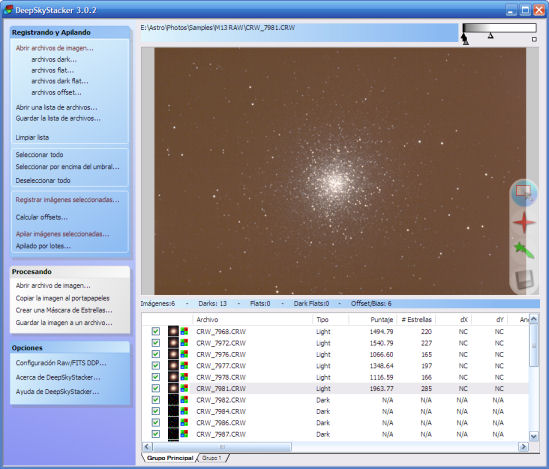 DeepSkyStacker 3.0.2
Registrando y Apilando
Abrir archivos de imagen...
archivos dark...
archivos flat...
archivos dark flat...
archivos offset...
Abrir una lista de archivos...
Guardar la lista de archivos...
Limpiar lista
Seleccionar todo
Seleccionar por encima del umbral...
Deseleccionar todo
Registrar imágenes seleccionadas...
Calcular offsets...
Apilar imágenes seleccionadas...
Apilado por lotes...
Procesando
Abrir archivo de imagen...
Copiar la imagen al portapapeles
Crear una Máscara de Estrellas...
Guardar la imagen a un archivo...
Opciones
Configuración Raw/FITS DDP...
Acerca de DeepSkyStacker...
Ayuda de DeepSkyStacker...
E:\Astro\Photos\Samples\M13 RAW\CRW_7981.CRW
Imágenes:6 - Darks: 13 - Flats:0 - Dark Flats:0 - Offset/Bias: 6
Archivo Tipo Puntaje # Estrellas dX dY An
CRW_7968.CRW Light 1494.79 220 NC NC
CRW_7972.CRW Light 1540.79 227 NC NC
CRW_7976.CRW Light 1066.60 165 NC NC
CRW_7977.CRW Light 1348.64 197 NC NC
CRW_7978.CRW Light 1116.59 166 NC NC
CRW_7981.CRW Light 1963.77 285 NC NC
CRW_7982.CRW Dark N/A N/A N/A N/A
CRW_7984.CRW Dark N/A N/A N/A N/A
CRW_7986.CRW Dark N/A N/A N/A N/A
CRW_7987.CRW Dark N/A N/A N/A N/A
Grupo Principal Grupo 1